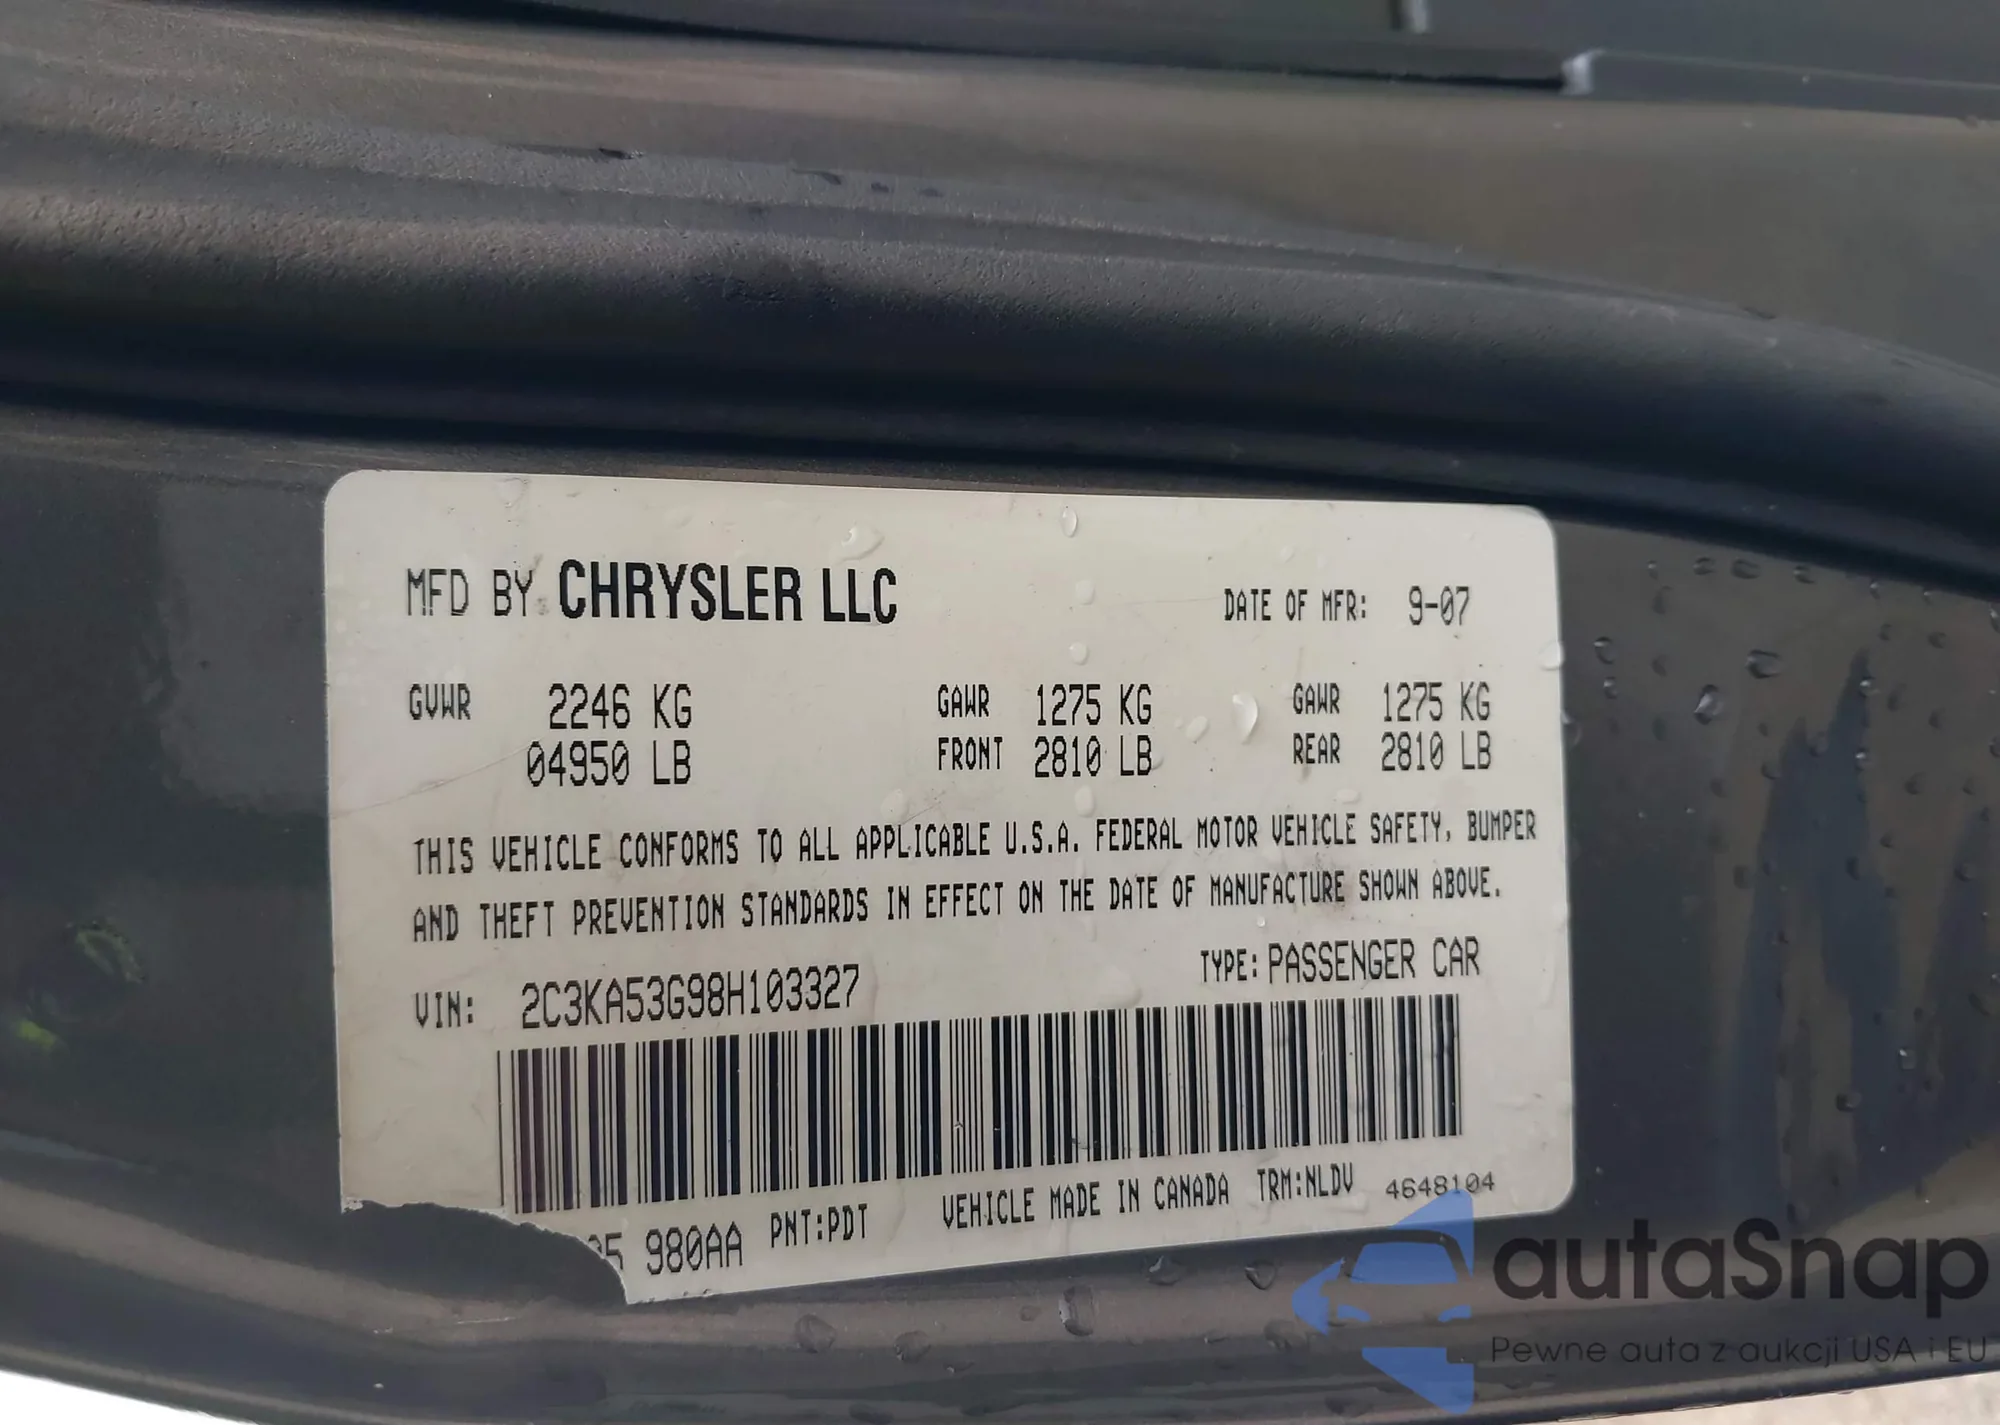 MFD BY CHRYSLER LLC DATE OF MFR: 9-07
GVWR 2246 KG GAWR 1275 KG GAWR 1275 KG
04950 LB FRONT 2810 LB REAR 2810 LB
THIS VEHICLE CONFORMS TO ALL APPLICABLE U.S.A. FEDERAL MOTOR VEHICLE SAFETY, BUMPER
AND THEFT PREVENTION STANDARDS IN EFFECT ON THE DATE OF MANUFACTURE SHOWN ABOVE.
VIN: 2C3KA53G98H103327 TYPE: PASSENGER CAR
980AA PNT:PDT VEHICLE MADE IN CANADA TRM:NLDV 4648104
autaSnap
Pewne auta z aukcji USA i EU